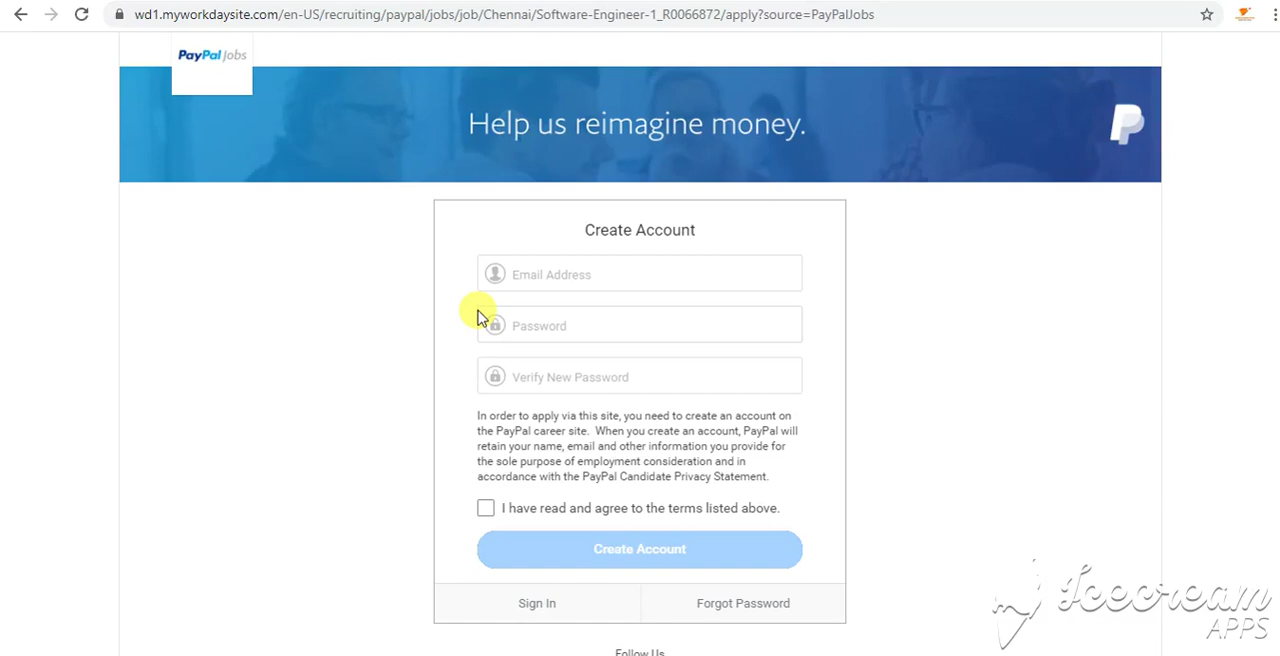 wd1.myworkdaysite.com/en-US/recruiting/paypal/jobs/job/Chennai/Software-Engineer-1_R0066872/apply?source=PayPalJobs
PayPal Jobs
Help us reimagine money.
Create Account
Email Address
Password
Verify New Password
In order to apply via this site, you need to create an account on
the PayPal career site. When you create an account, PayPal will
retain your name, email and other information you provide for
the sole purpose of employment consideration and in
accordance with the PayPal Candidate Privacy Statement.
I have read and agree to the terms listed above.
Create Account
Sign In
Forgot Password
Follow Us
Icecream
APPS